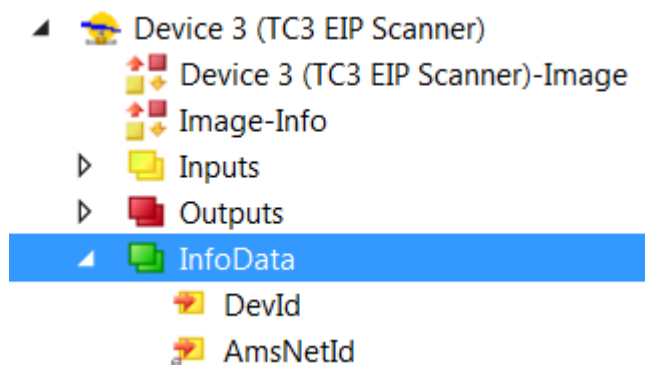 Device 3 (TC3 EIP Scanner)
Device 3 (TC3 EIP Scanner)-Image
Image-Info
Inputs
Outputs
InfoData
DevId
AmsNetId